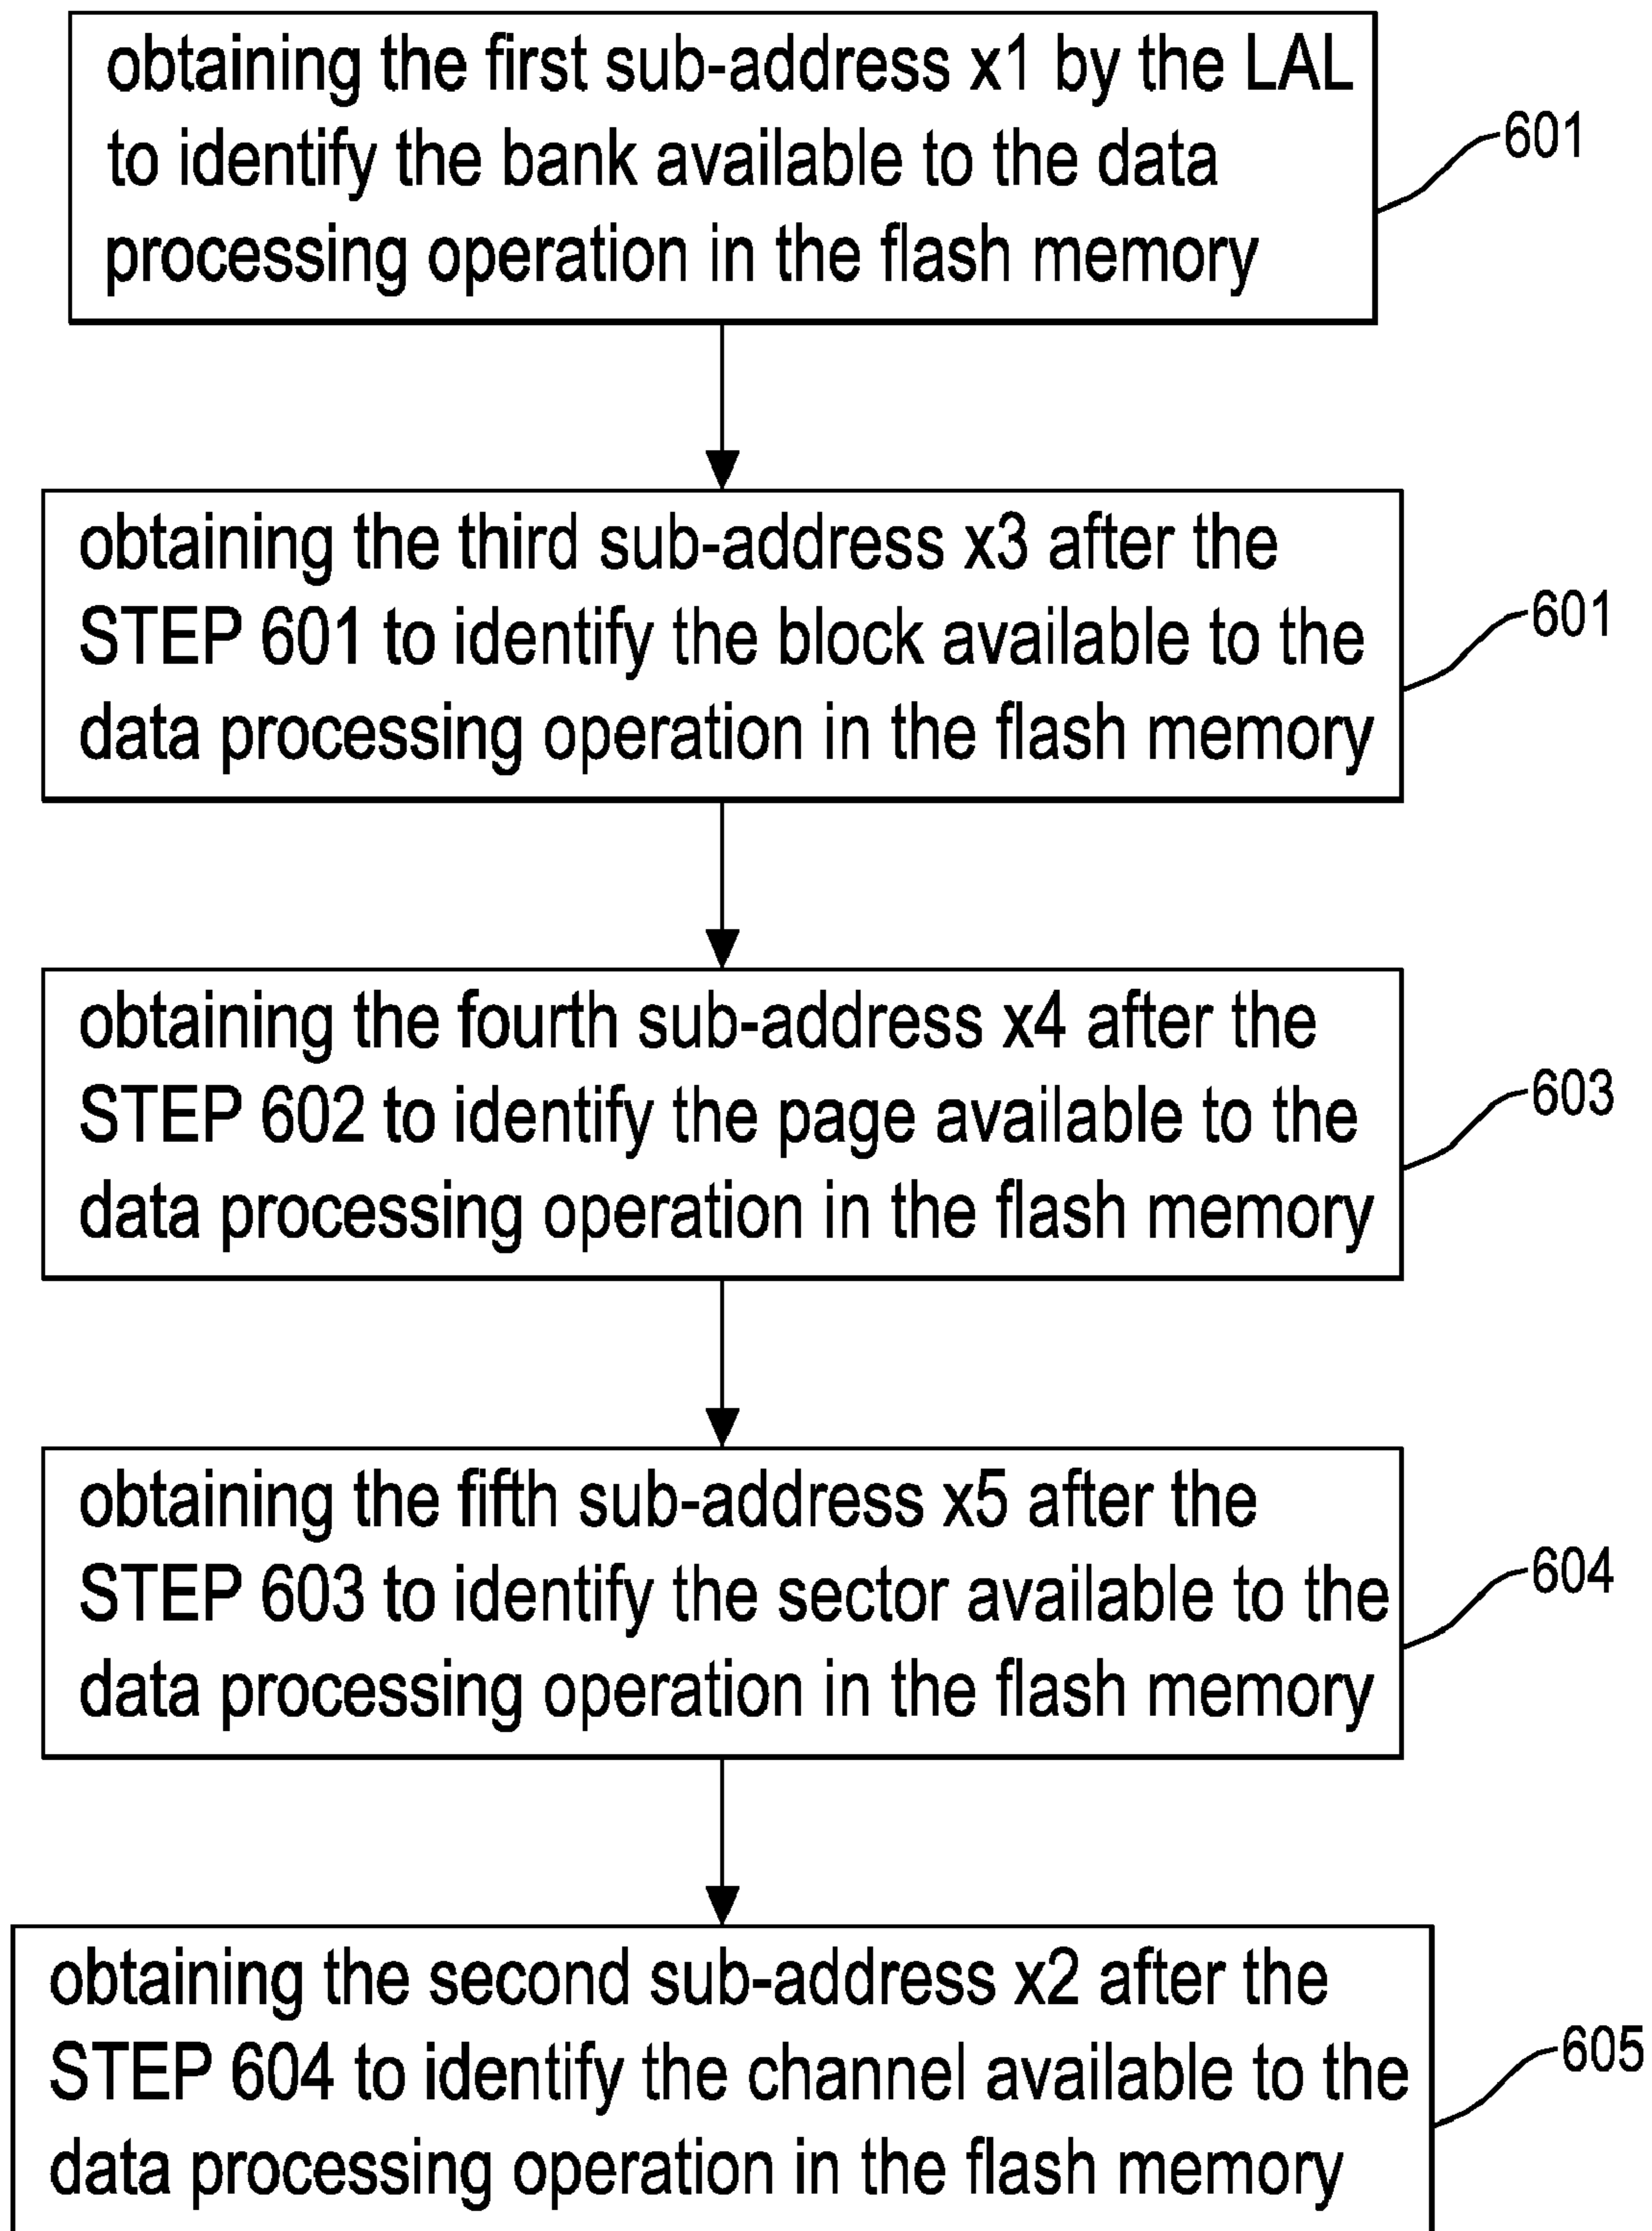 obtaining the first sub-address x1 by the LAL
to identify the bank available to the data
processing operation in the flash memory
601
obtaining the third sub-address x3 after the
STEP 601 to identify the block available to the
data processing operation in the flash memory
601
obtaining the fourth sub-address x4 after the
STEP 602 to identify the page available to the
data processing operation in the flash memory
603
obtaining the fifth sub-address x5 after the
STEP 603 to identify the sector available to the
data processing operation in the flash memory
604
obtaining the second sub-address x2 after the
STEP 604 to identify the channel available to the
data processing operation in the flash memory
605